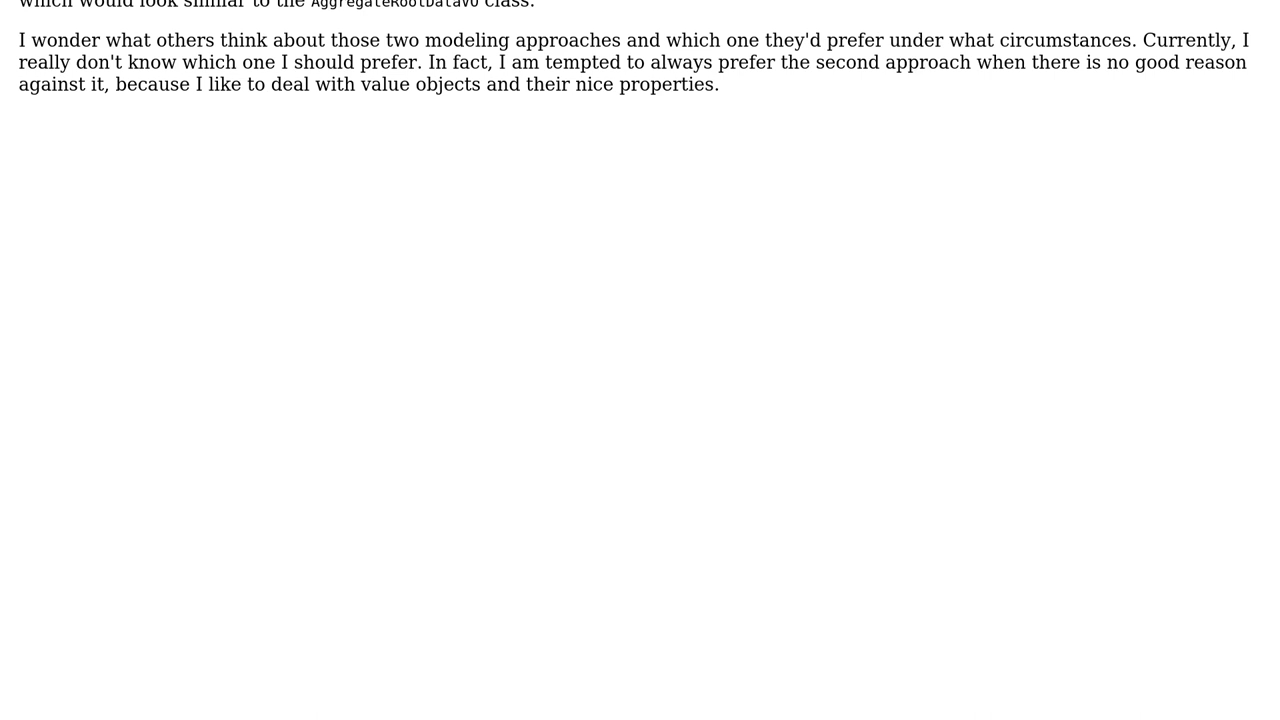 which would look similar to the AggregateRootDataVO class.
I wonder what others think about those two modeling approaches and which one they'd prefer under what circumstances. Currently, I
really don't know which one I should prefer. In fact, I am tempted to always prefer the second approach when there is no good reason
against it, because I like to deal with value objects and their nice properties.